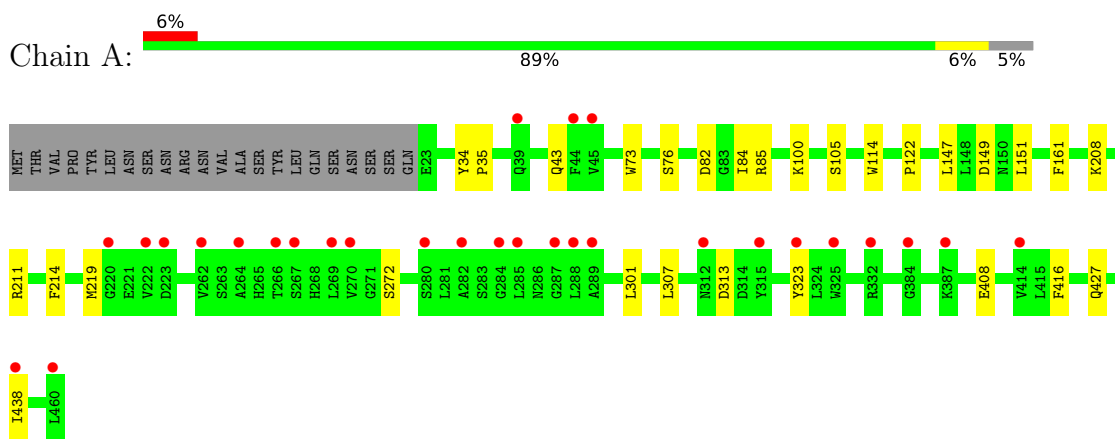 6%
Chain A:
89% 6% 5%
MET THR VAL PRO TYR LEU ASN SER ASN ARG ASN VAL ALA SER TYR LEU GLN SER ASN SER SER GLN E23 Y34 P35 Q39 Q43 F44 V45 W73 S76 D82 G83 I84 R85 K100 S105 W114 P122 L147 L148 D149 N150 L151 F161 K208
R211 F214 M219 G220 E221 V222 D223 V262 S263 A264 H265 T266 S267 H268 L269 V270 G271 S272 S280 L281 A282 S283 G284 L285 N286 G287 L288 A289 L301 L307 N312 D313 D314 Y315 Y323 L324 W325 R332 G384 K387 E408 V414 L415 F416 Q427
I438 L460